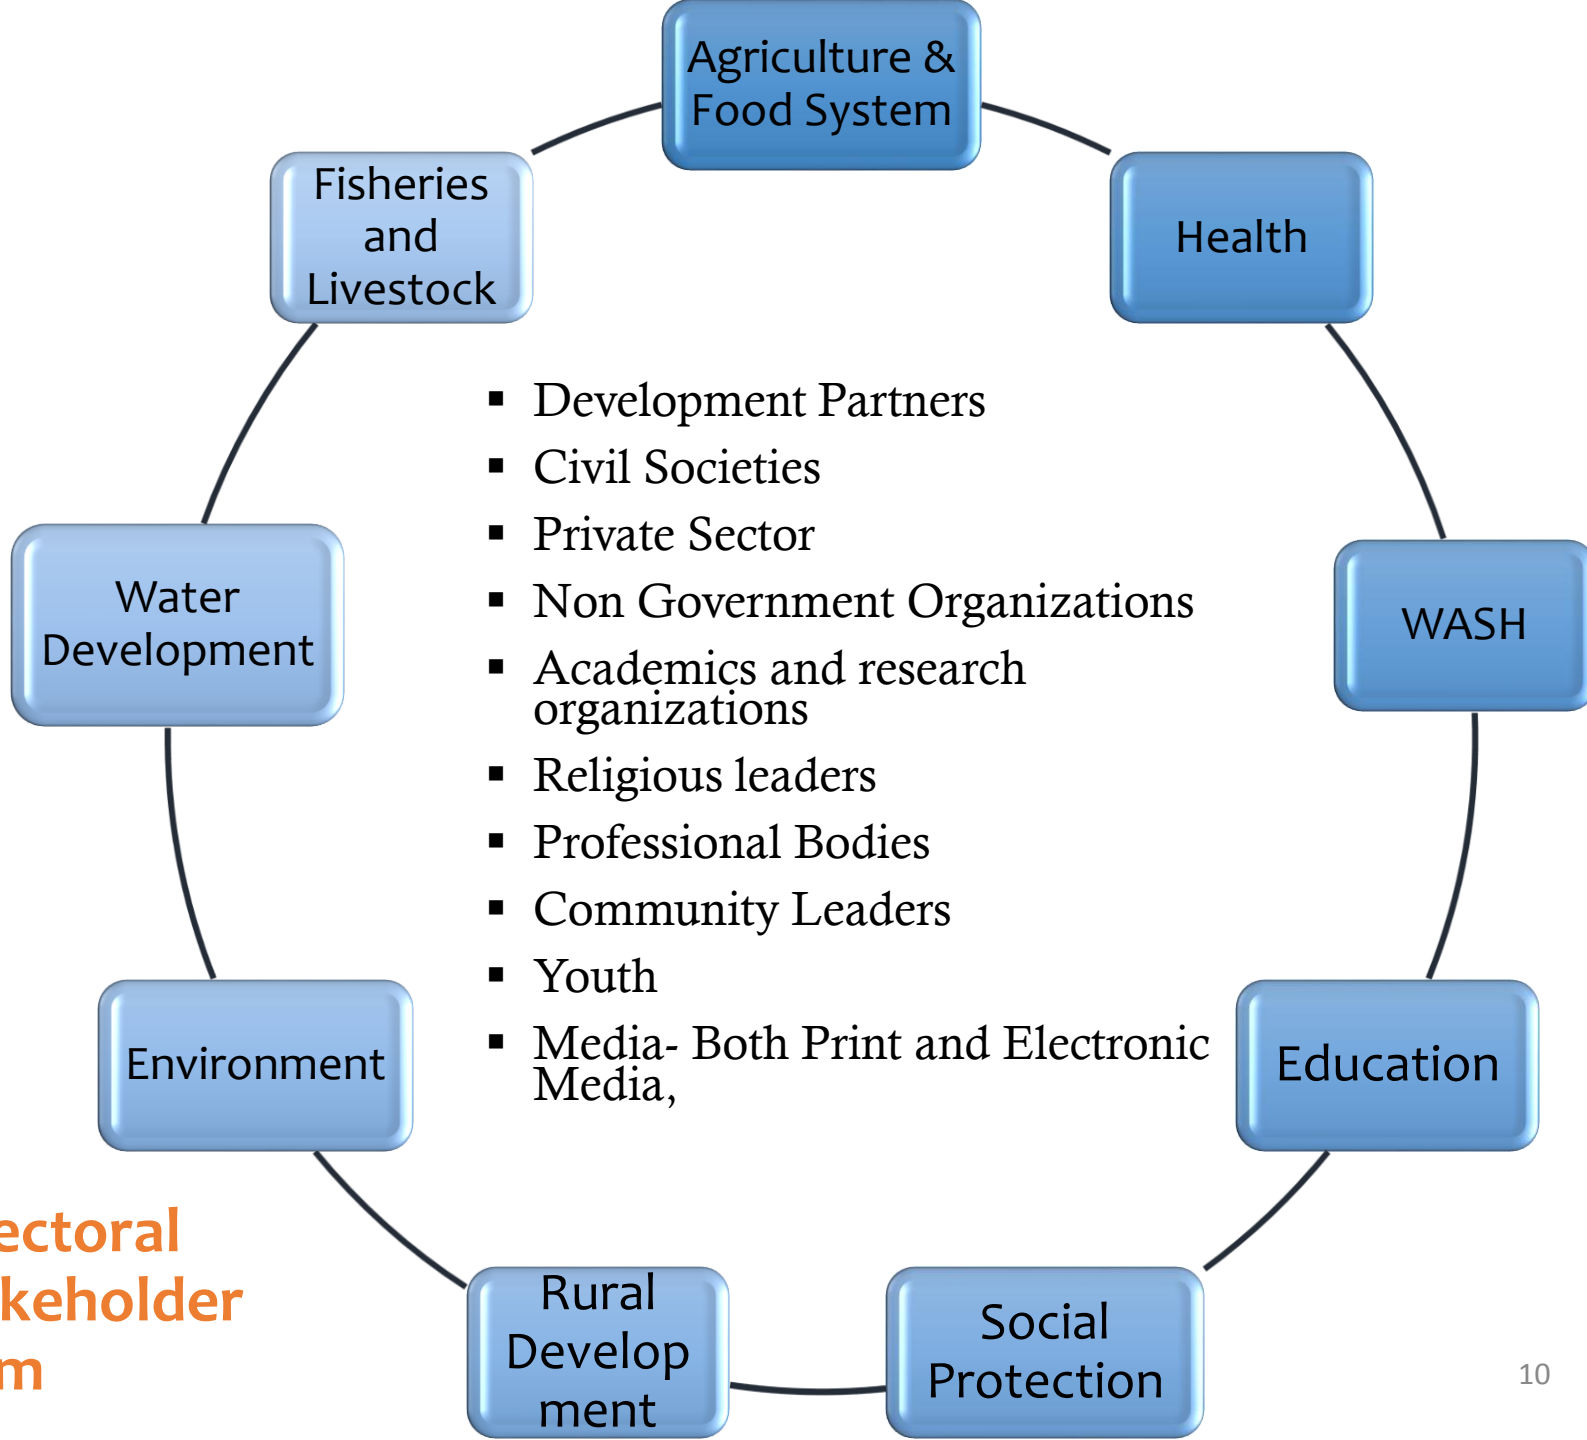 Agriculture &
Food System
Health
WASH
Education
Social
Protection
Rural
Develop
ment
Environment
Water
Development
Fisheries
and
Livestock
▪ Development Partners
▪ Civil Societies
▪ Private Sector
▪ Non Government Organizations
▪ Academics and research
organizations
▪ Religious leaders
▪ Professional Bodies
▪ Community Leaders
▪ Youth
▪ Media- Both Print and Electronic
Media,
ectoral
keholder
m
10